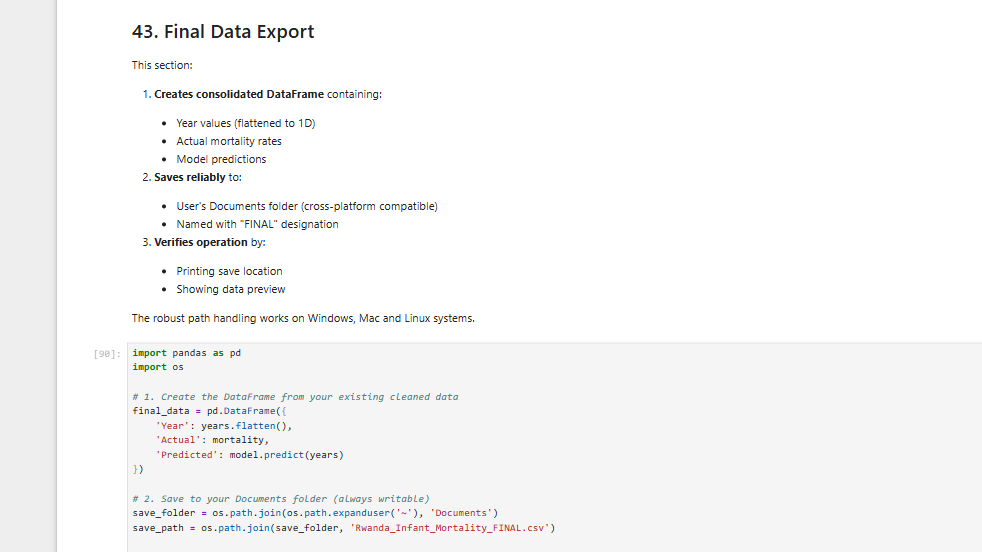 43. Final Data Export
This section:
1. Creates consolidated DataFrame containing:
• Year values (flattened to 1D)
• Actual mortality rates
• Model predictions
2. Saves reliably to:
• User's Documents folder (cross-platform compatible)
• Named with "FINAL" designation
3. Verifies operation by:
• Printing save location
• Showing data preview
The robust path handling works on Windows, Mac and Linux systems.
[90]: import pandas as pd
import os
# 1. Create the DataFrame from your existing cleaned data
final_data = pd.DataFrame({
    'Year': years.flatten(),
    'Actual': mortality,
    'Predicted': model.predict(years)
})
# 2. Save to your Documents folder (always writable)
save_folder = os.path.join(os.path.expanduser('~'), 'Documents')
save_path = os.path.join(save_folder, 'Rwanda_Infant_Mortality_FINAL.csv')